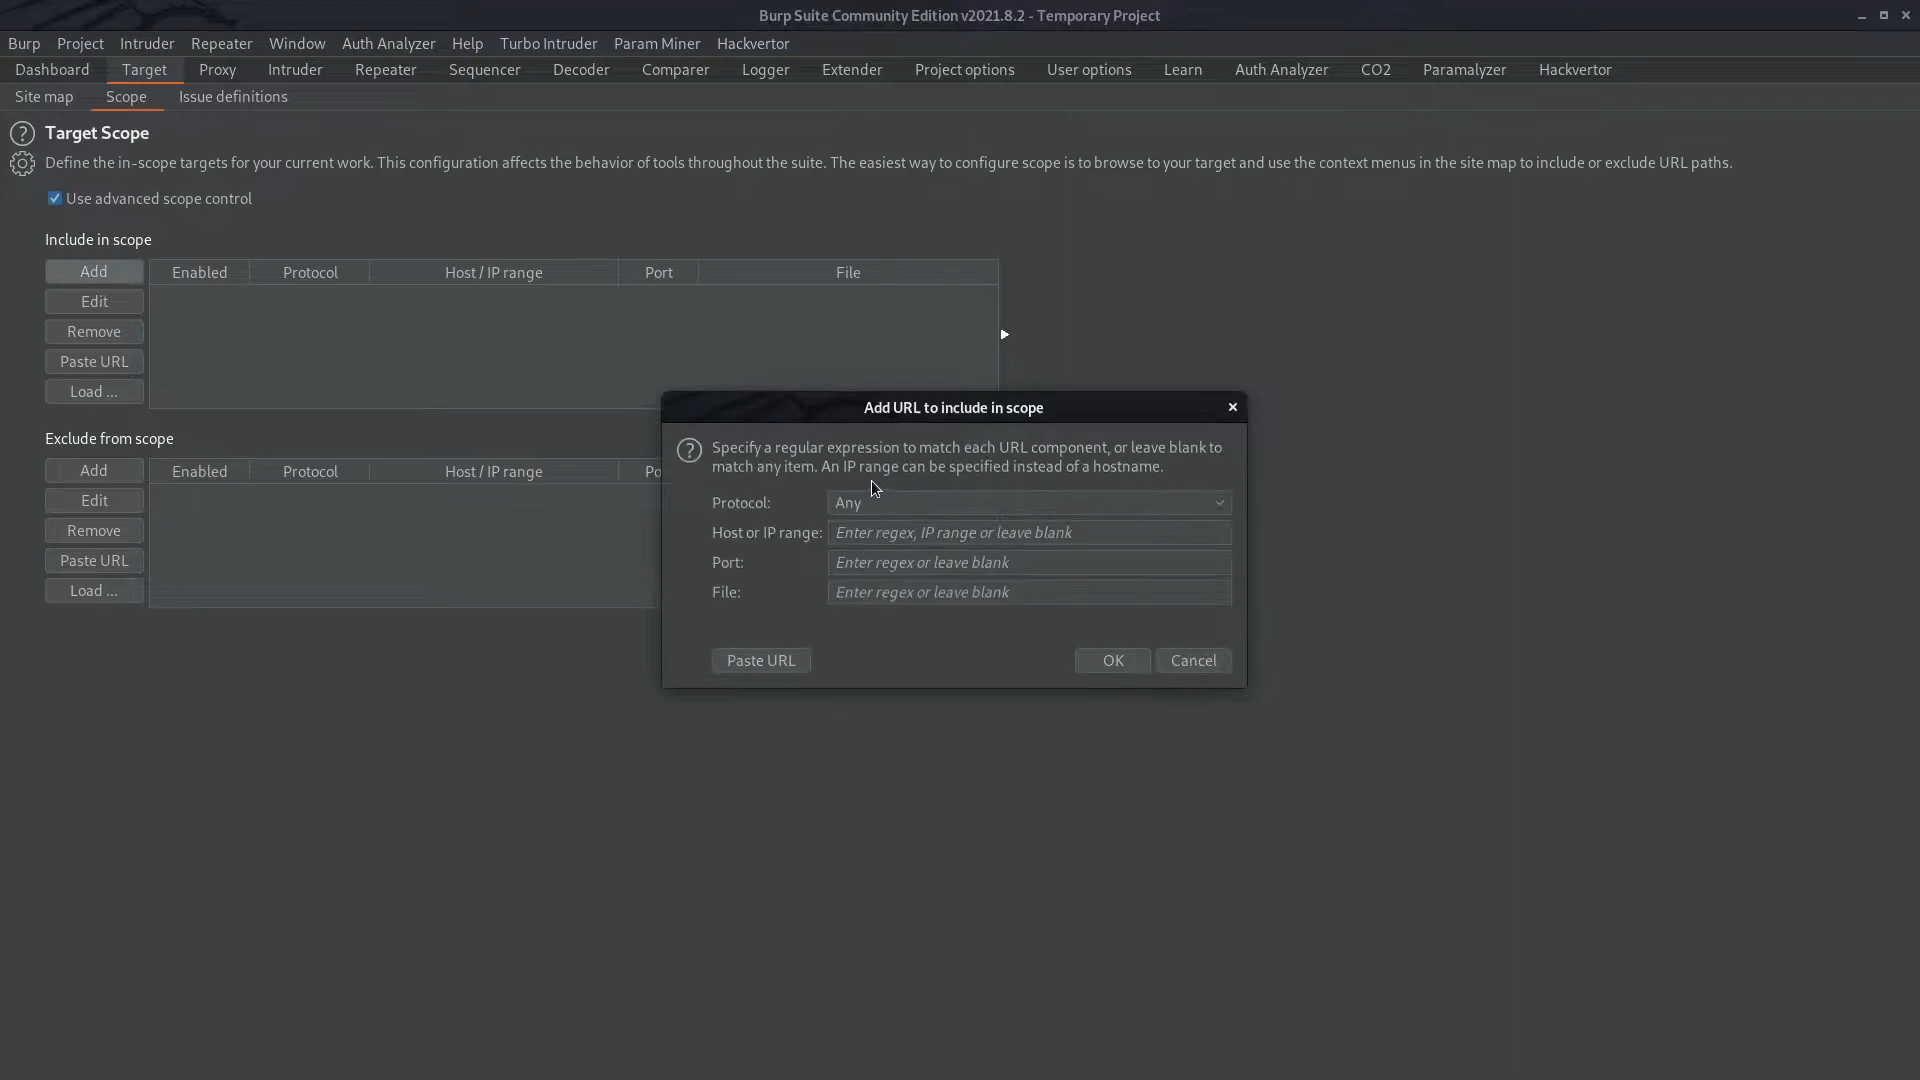 Burp Suite Community Edition v2021.8.2 - Temporary Project
Burp Project Intruder Repeater Window Auth Analyzer Help Turbo Intruder Param Miner Hackvertor
Dashboard Target Proxy Intruder Repeater Sequencer Decoder Comparer Logger Extender Project options User options Learn Auth Analyzer CO2 Paramalyzer Hackvertor
Site map Scope Issue definitions
Target Scope
Define the in-scope targets for your current work. This configuration affects the behavior of tools throughout the suite. The easiest way to configure scope is to browse to your target and use the context menus in the site map to include or exclude URL paths.
Use advanced scope control
Include in scope
Add Enabled Protocol Host / IP range Port File
Edit
Remove
Paste URL
Load ...
Exclude from scope
Add Enabled Protocol Host / IP range Po
Edit
Remove
Paste URL
Load ...
Add URL to include in scope
Specify a regular expression to match each URL component, or leave blank to
match any item. An IP range can be specified instead of a hostname.
Protocol: Any
Host or IP range: Enter regex, IP range or leave blank
Port: Enter regex or leave blank
File: Enter regex or leave blank
Paste URL OK Cancel